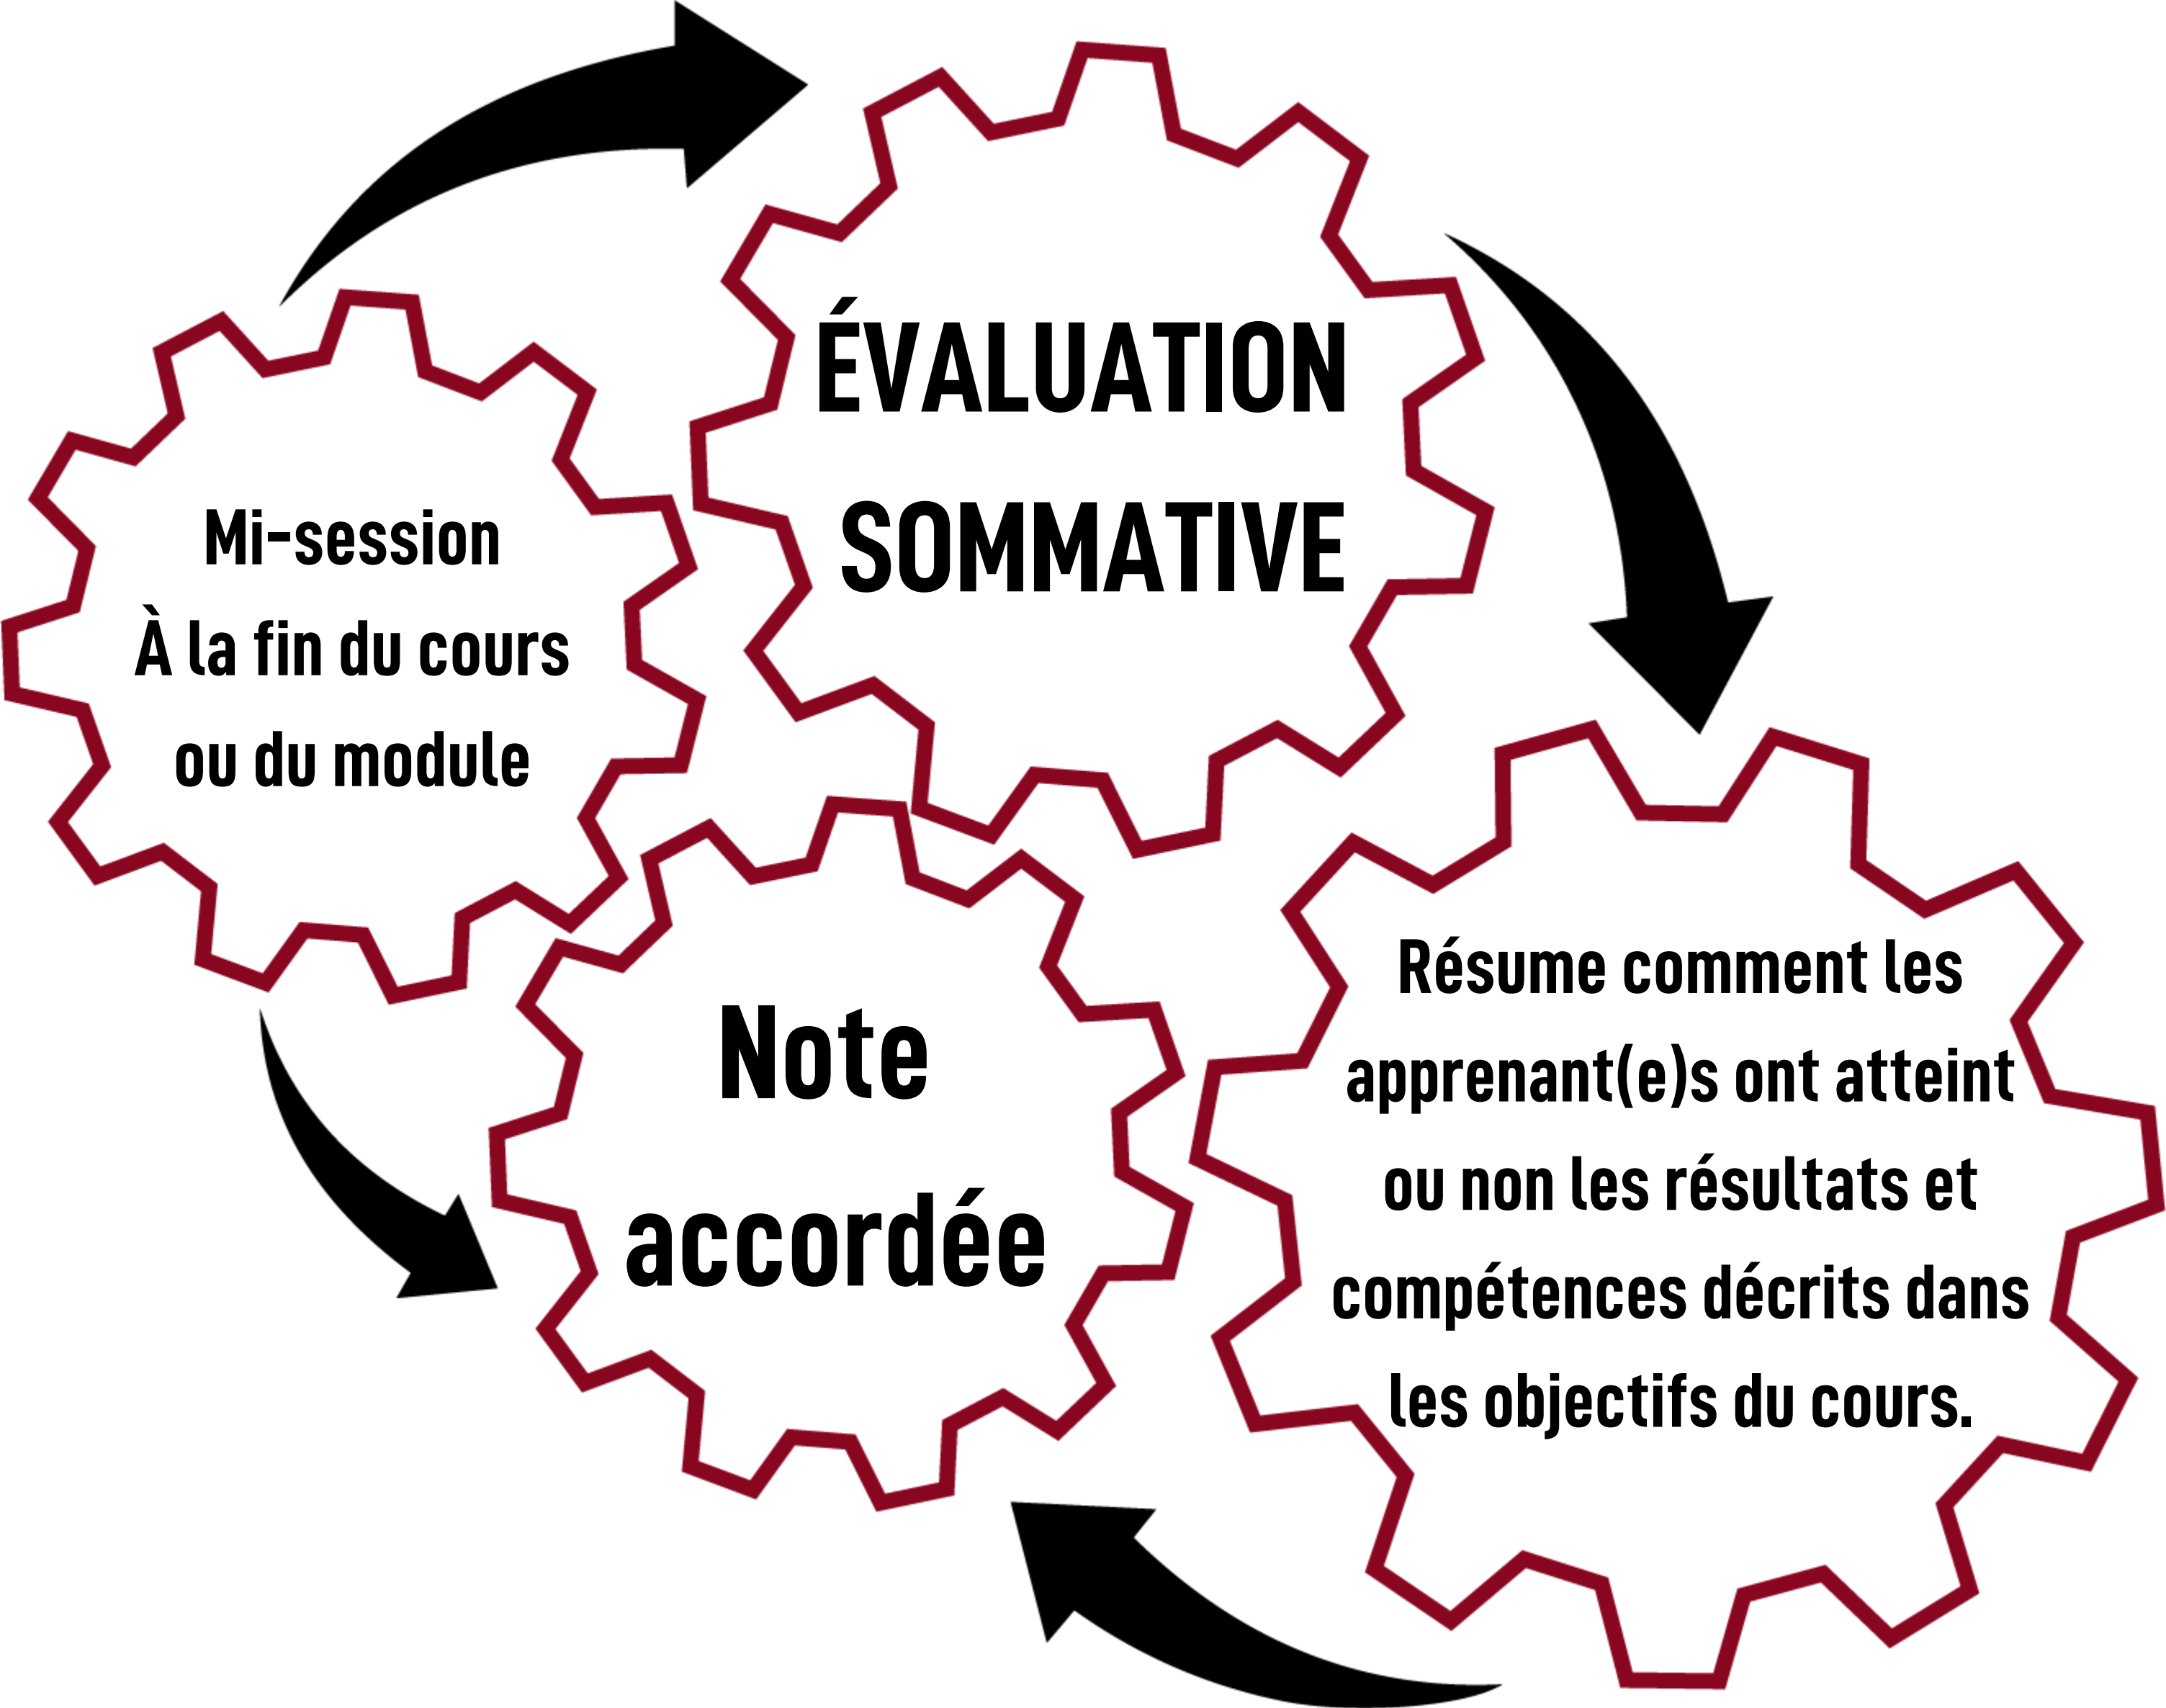 ÉVALUATION
SOMMATIVE
Mi-session
À la fin du cours
ou du module
Note
accordée
Résume comment les
apprenant(e)s ont atteint
ou non les résultats et
compétences décrits dans
les objectifs du cours.